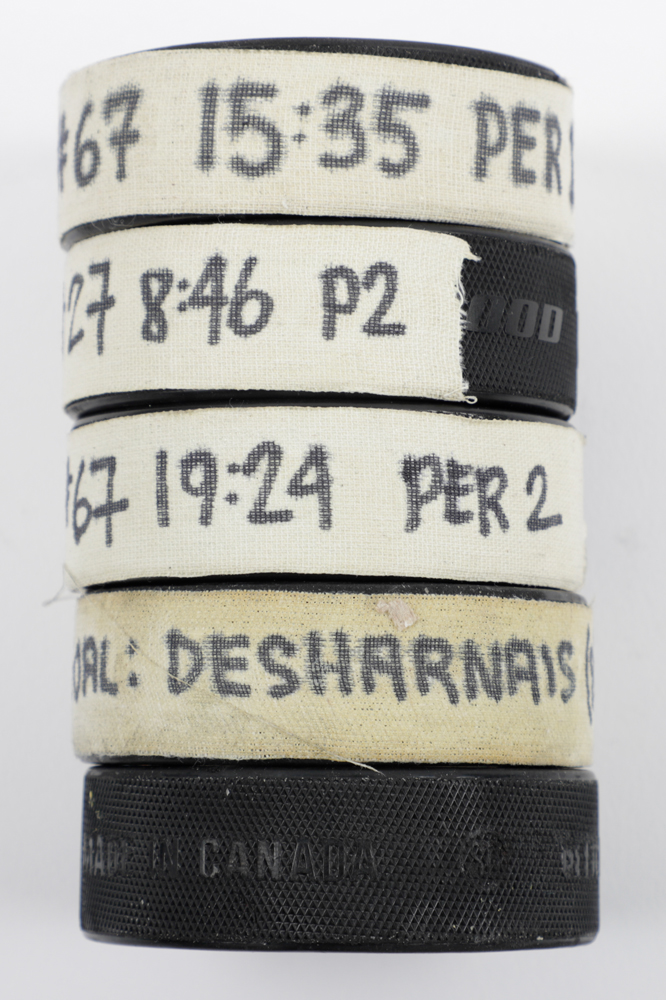 #67 15:35 PER
27 8:46 P2
#67 19:24 PER 2
OAL: DESHARNAIS
MADE IN CANADA